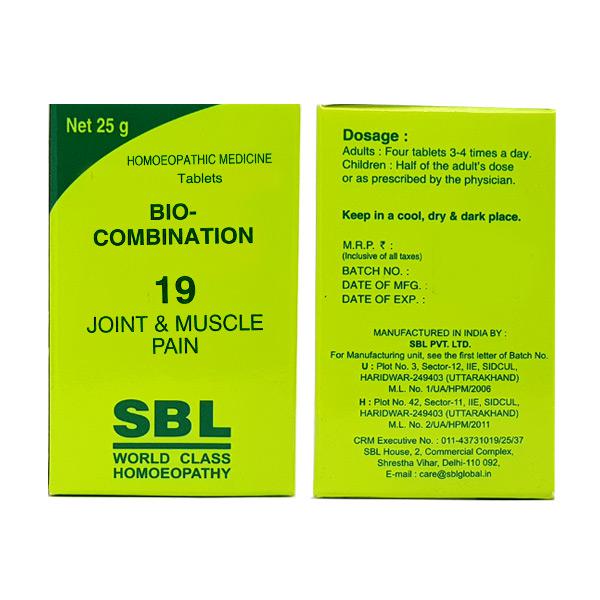 Net 25 g
HOMOEOPATHIC MEDICINE
Tablets
BIO-
COMBINATION
19
JOINT & MUSCLE
PAIN
SBL
WORLD CLASS
HOMOEOPATHY
Dosage :
Adults : Four tablets 3-4 times a day.
Children : Half of the adult's dose
or as prescribed by the physician.
Keep in a cool, dry & dark place.
M.R.P. ₹ :
(Inclusive of all taxes)
BATCH NO. :
DATE OF MFG. :
DATE OF EXP. :
MANUFACTURED IN INDIA BY :
SBL PVT. LTD.
For Manufacturing unit, see the first letter of Batch No.
U : Plot No. 3, Sector-12, IIE, SIDCUL,
HARIDWAR-249403 (UTTARAKHAND)
M.L. No. 1/UA/HPM/2006
H : Plot No. 42, Sector-11, IIE, SIDCUL,
HARIDWAR-249403 (UTTARAKHAND)
M.L. No. 2/UA/HPM/2011
CRM Executive No. : 011-43731019/25/37
SBL House, 2, Commercial Complex,
Shrestha Vihar, Delhi-110 092,
E-mail : care@sblglobal.in